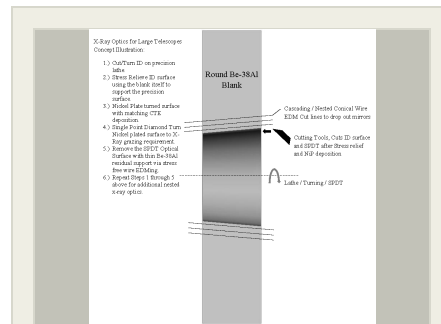 X-Ray Optics for Large Telescopes
Concept Illustration:
1.) Cut/Turn ID on precision
lathe.
2.) Stress Relieve ID surface
using the blank itself to
support the precision
surface.
3.) Nickel Plate turned surface
with matching CTE
deposition.
4.) Single Point Diamond Turn
Nickel plated surface to X-
Ray grazing requirement.
5.) Remove the SPDT Optical
Surface with thin Be-38Al
residual support via stress
free wire EDMing.
6.) Repeat Steps 1 through 5
above for additional nested
x-ray optics.
Round Be-38Al
Blank
Cascading / Nested Conical Wire
EDM Cut lines to drop out mirrors
Cutting Tools, Cuts ID surface
and SPDT after Stress relief
and NiP deposition
Lathe / Turning / SPDT